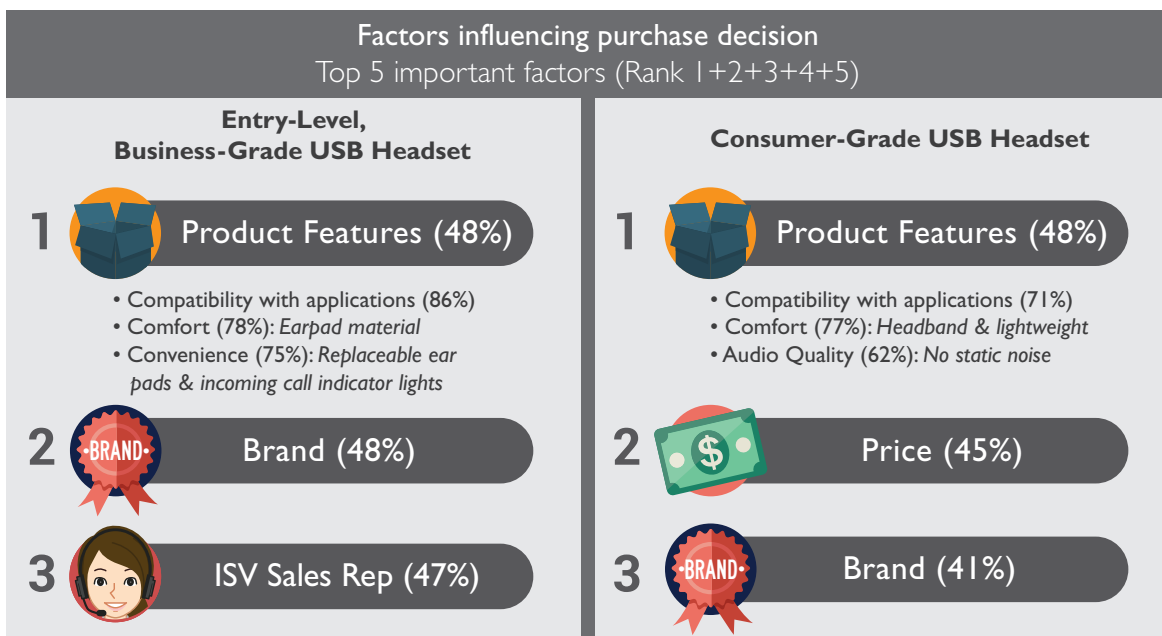 Factors influencing purchase decision
Top 5 important factors (Rank 1+2+3+4+5)
Entry-Level,
Business-Grade USB Headset
1
Product Features (48%)
• Compatibility with applications (86%)
• Comfort (78%): Earpad material
• Convenience (75%): Replaceable ear
pads & incoming call indicator lights
2
BRAND
Brand (48%)
3
ISV Sales Rep (47%)
Consumer-Grade USB Headset
1
Product Features (48%)
• Compatibility with applications (71%)
• Comfort (77%): Headband & lightweight
• Audio Quality (62%): No static noise
2
$
Price (45%)
3
BRAND
Brand (41%)